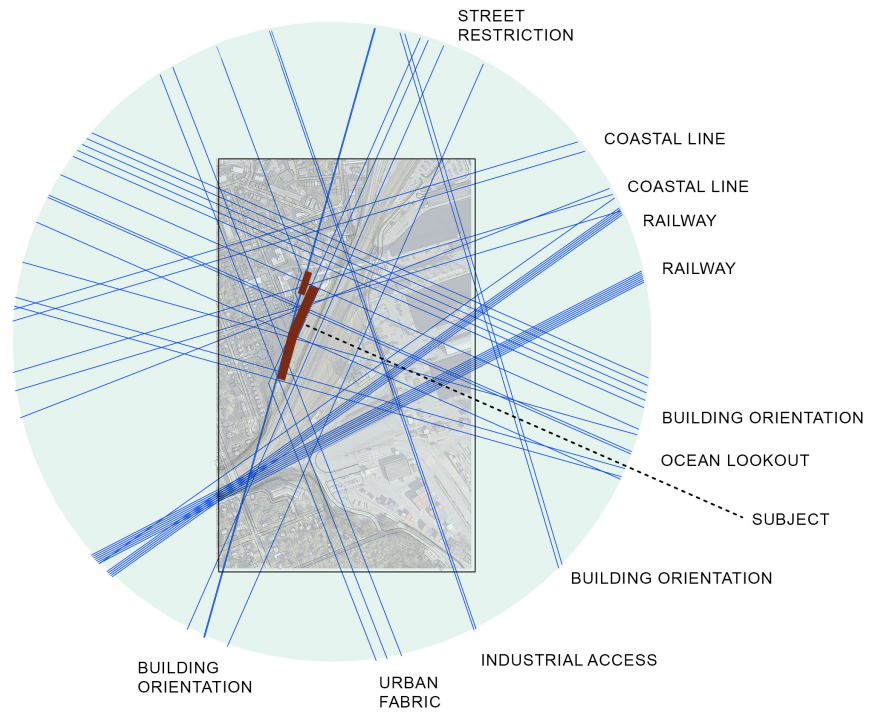 STREET
RESTRICTION
COASTAL LINE
COASTAL LINE
RAILWAY
RAILWAY
BUILDING ORIENTATION
OCEAN LOOKOUT
SUBJECT
BUILDING ORIENTATION
INDUSTRIAL ACCESS
BUILDING
ORIENTATION
URBAN
FABRIC